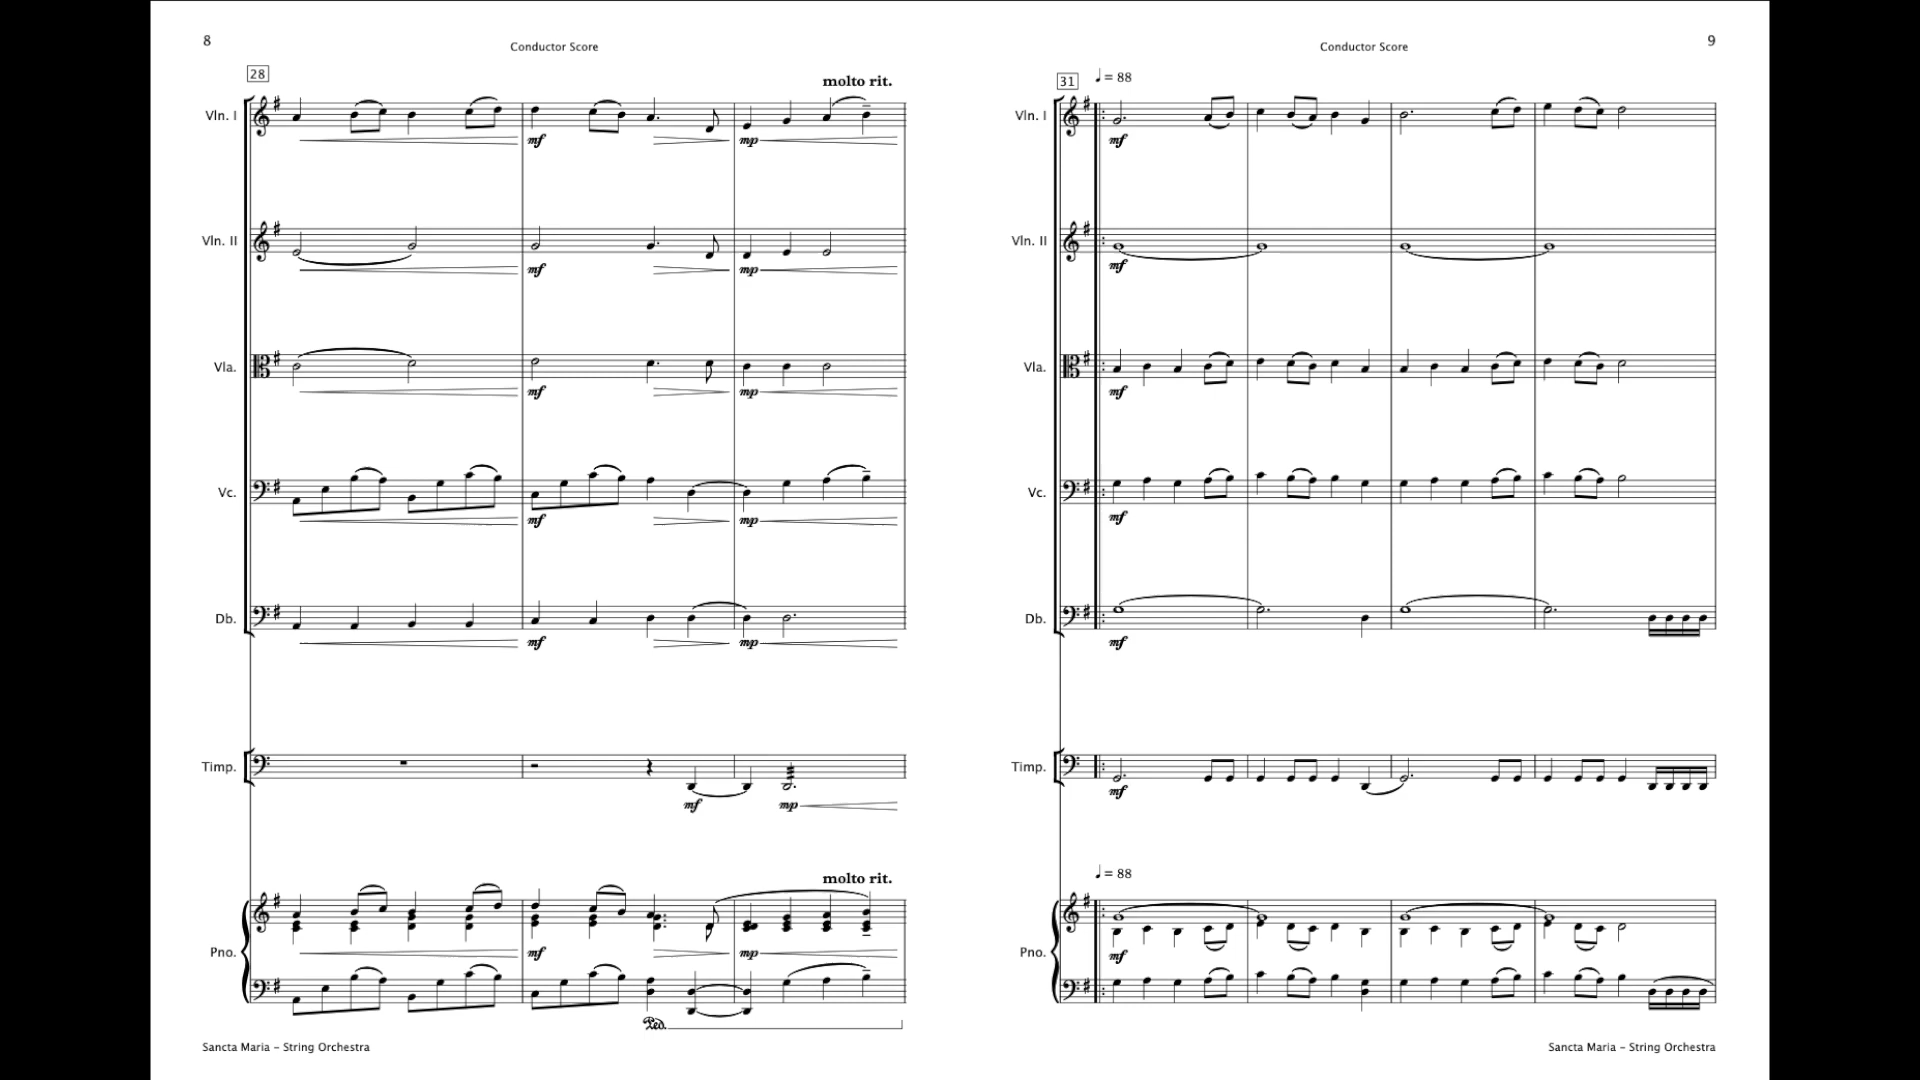 8
Conductor Score
28
molto rit.
Vln. I
mf
mp
Vln. II
mf
mp
Vla.
mf
mp
Vc.
mf
mp
Db.
mf
mp
Timp.
mf
mp
molto rit.
Pno.
mf
mp
Ped.
Sancta Maria – String Orchestra
Conductor Score
9
31
♩ = 88
Vln. I
mf
Vln. II
mf
Vla.
mf
Vc.
mf
Db.
mf
Timp.
mf
♩ = 88
Pno.
mf
Sancta Maria – String Orchestra